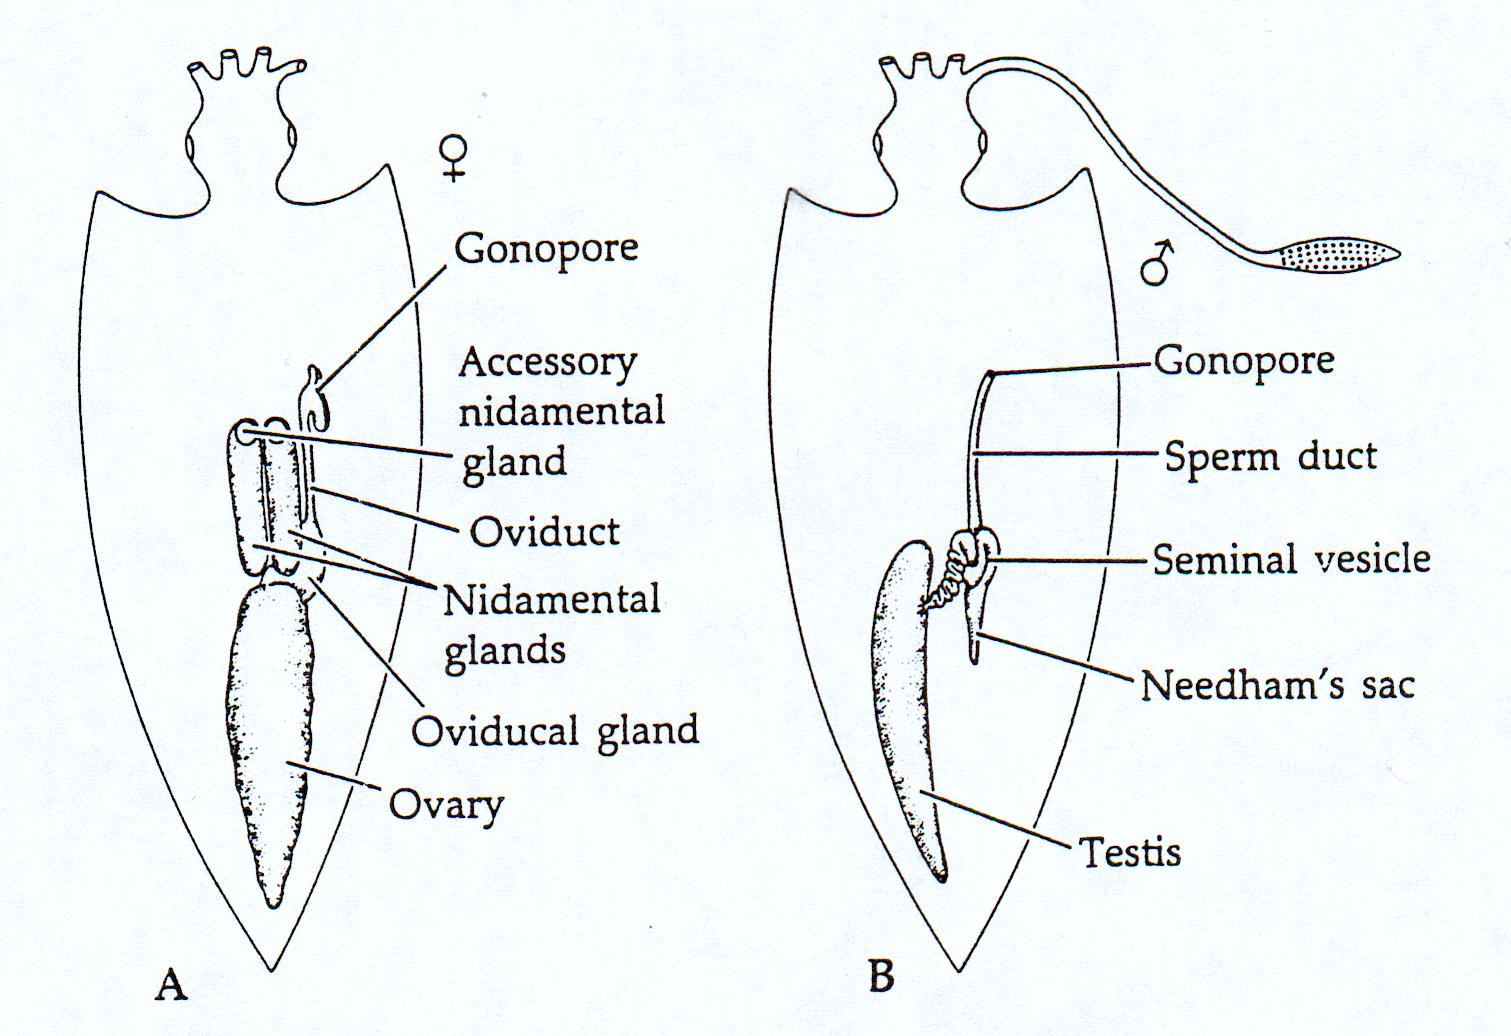 ♀
Gonopore
Accessory
nidamental
gland
Oviduct
Nidamental
glands
Oviducal gland
Ovary
A
♂
Gonopore
Sperm duct
Seminal vesicle
Needham's sac
Testis
B